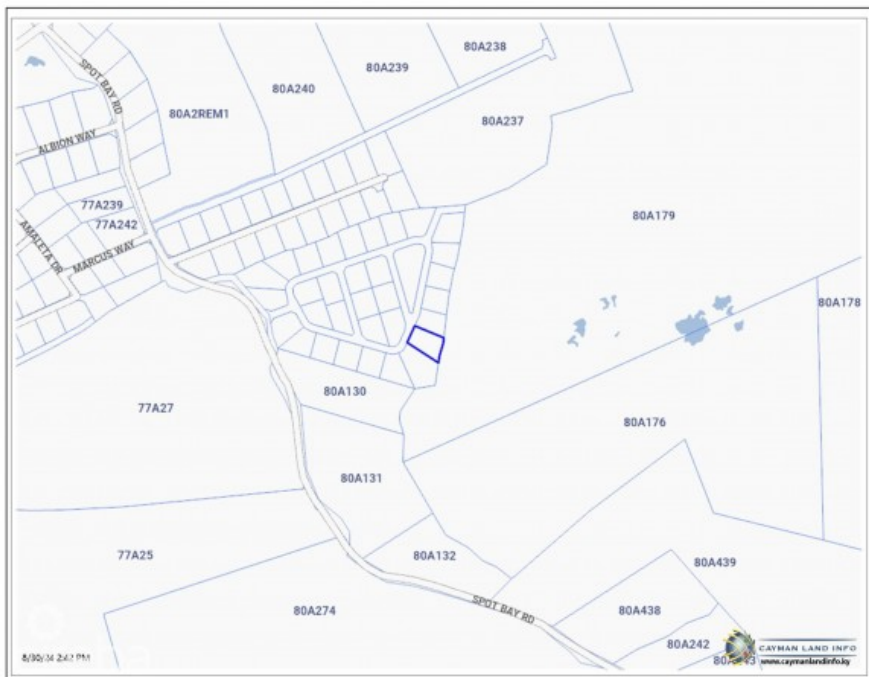 80A238
SPOT BAY RD
80A239
80A240
80A2REM1
80A237
ALBION WAY
77A239
80A179
77A242
AMALETA DR
MARCUS WAY
80A178
80A130
77A27
80A176
80A131
80A132
77A25
80A439
SPOT BAY RD
80A274
80A438
80A242
CAYMAN LAND INFO
www.caymanlandinfo.ky